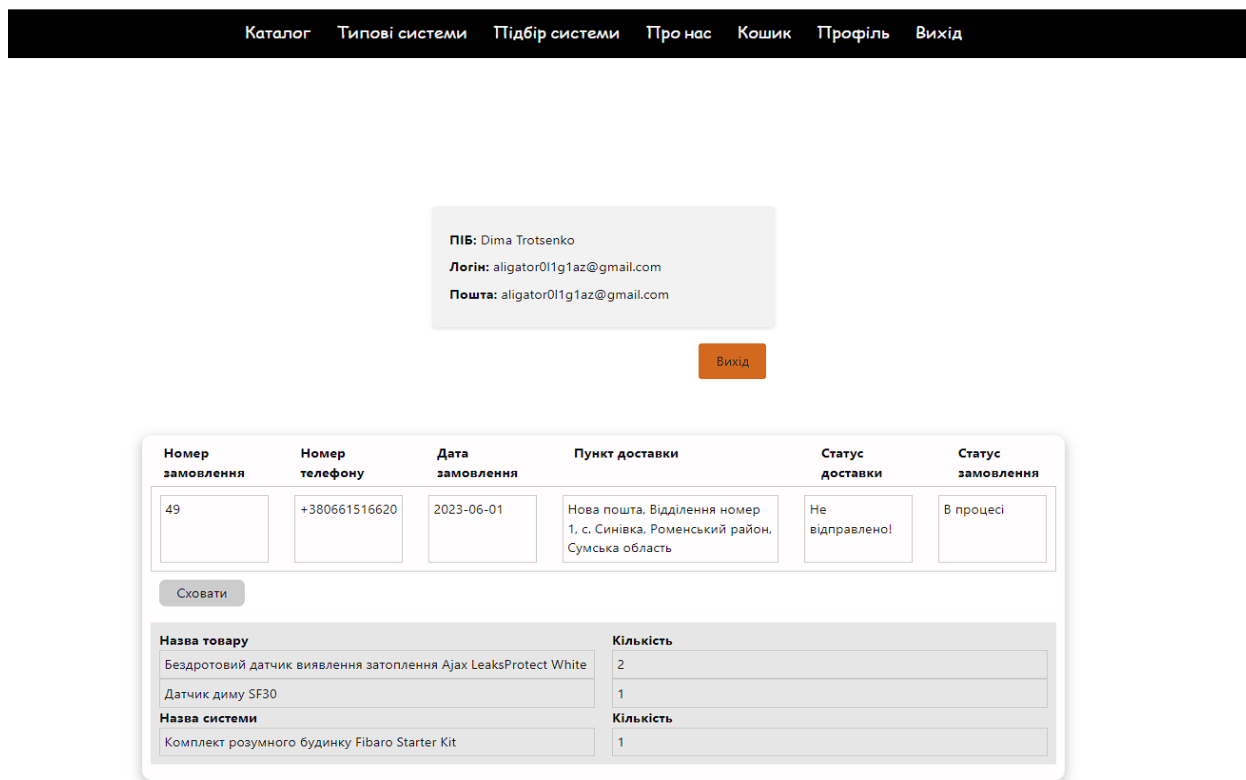 Каталог Типові системи Підбір системи Про нас Кошик Профіль Вихід
ПІБ: Dima Trotsenko
Логін: aligator0l1g1az@gmail.com
Пошта: aligator0l1g1az@gmail.com
Вихід
Номер замовлення Номер телефону Дата замовлення Пункт доставки Статус доставки Статус замовлення
49 +380661516620 2023-06-01 Нова пошта, Відділення номер 1, с. Синівка, Роменський район, Сумська область Не відправлено! В процесі
Сховати
Назва товару Кількість
Бездротовий датчик виявлення затоплення Ajax LeaksProtect White 2
Датчик диму SF30 1
Назва системи Кількість
Комплект розумного будинку Fibaro Starter Kit 1